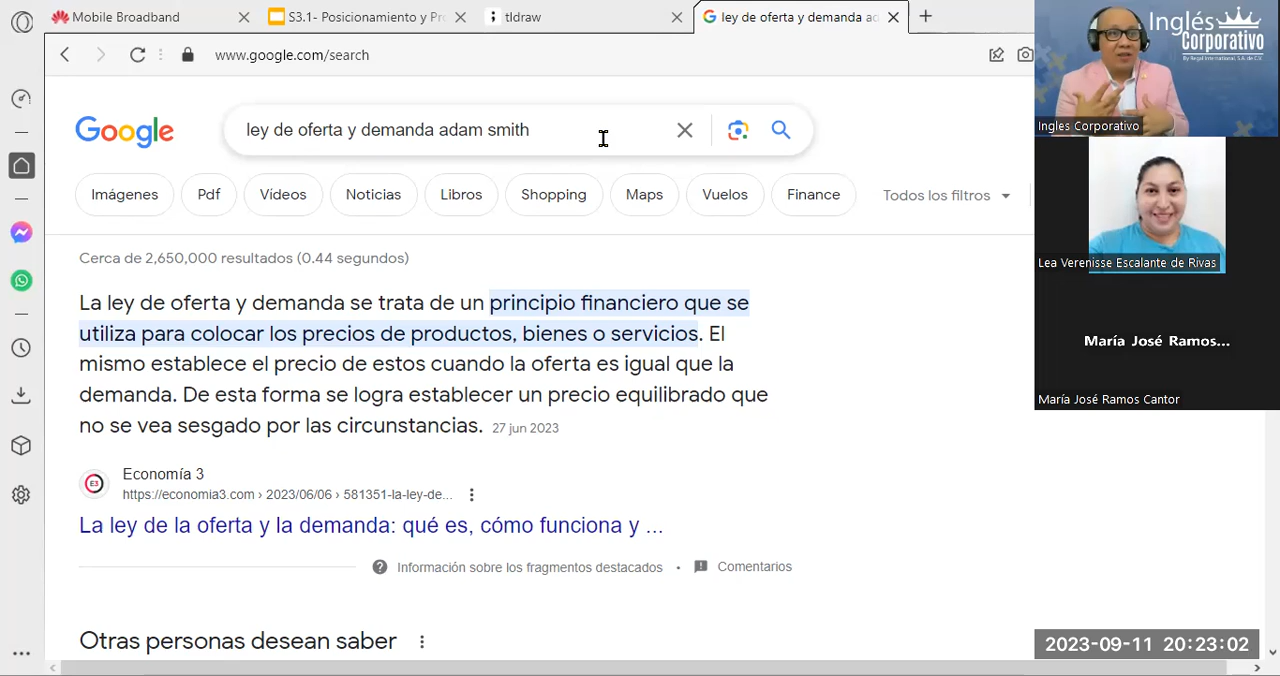 Mobile Broadband
S3.1- Posicionamiento y Pr
tldraw
ley de oferta y demanda ad
www.google.com/search
Inglés
Corporativo
By Regal International, S.A. de C.V.
Ingles Corporativo
Google
ley de oferta y demanda adam smith
Imágenes
Pdf
Vídeos
Noticias
Libros
Shopping
Maps
Vuelos
Finance
Todos los filtros
Lea Verenisse Escalante de Rivas
Cerca de 2,650,000 resultados (0.44 segundos)
La ley de oferta y demanda se trata de un principio financiero que se
utiliza para colocar los precios de productos, bienes o servicios. El
mismo establece el precio de estos cuando la oferta es igual que la
demanda. De esta forma se logra establecer un precio equilibrado que
no se vea sesgado por las circunstancias. 27 jun 2023
María José Ramos...
María José Ramos Cantor
E3
Economía 3
https://economia3.com › 2023/06/06 › 581351-la-ley-de...
La ley de la oferta y la demanda: qué es, cómo funciona y ...
Información sobre los fragmentos destacados • Comentarios
Otras personas desean saber
2023-09-11 20:23:02